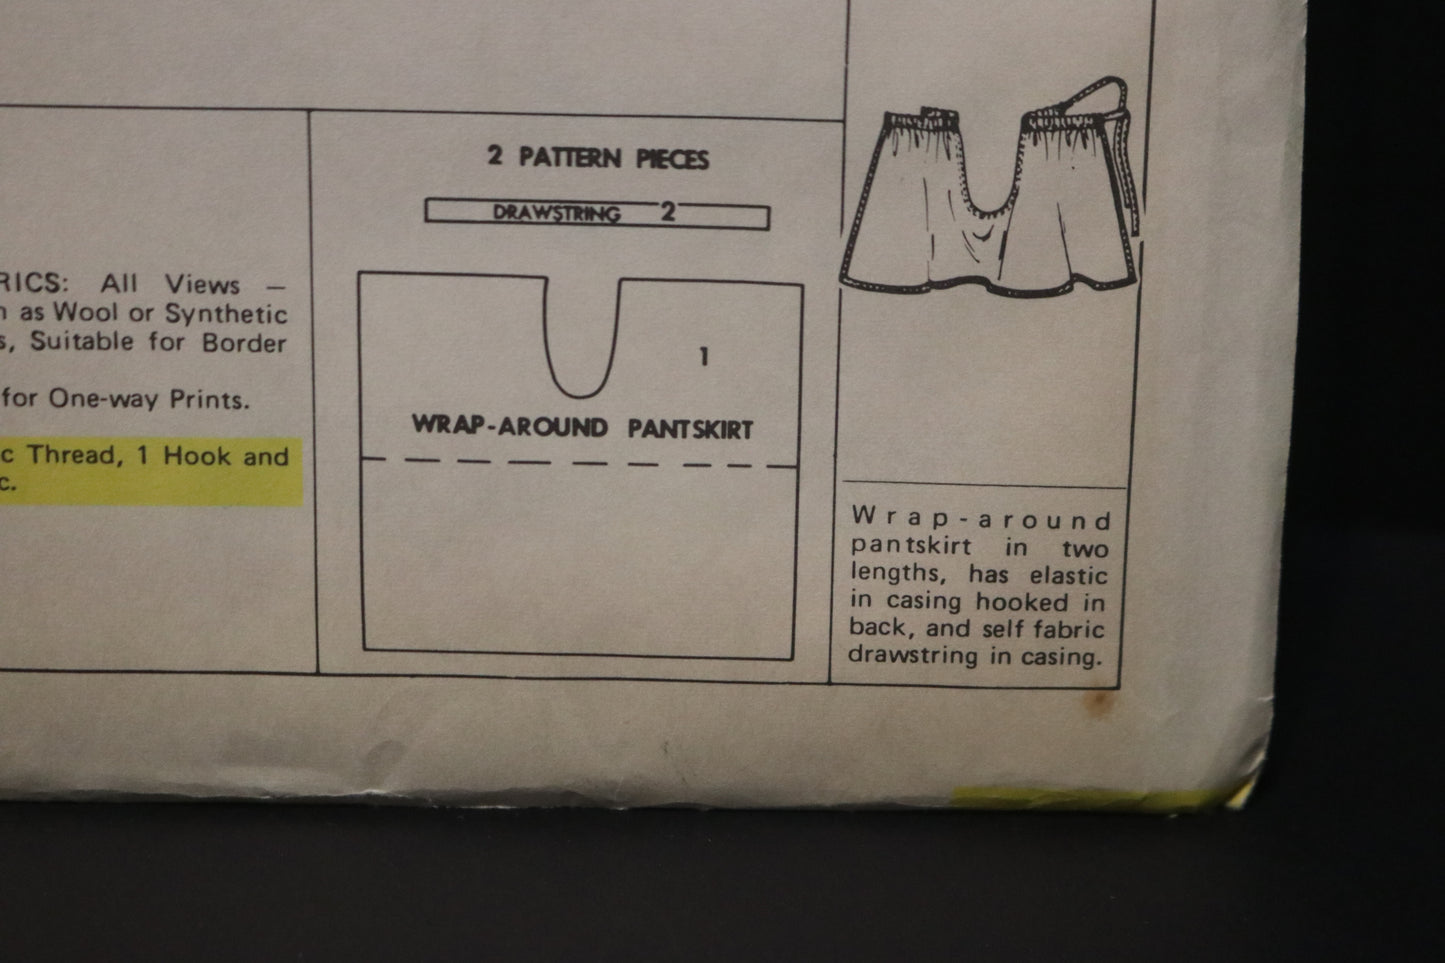 RICS: All Views –
as Wool or Synthetic
s, Suitable for Border
for One-way Prints.
c Thread, 1 Hook and
c.
2 PATTERN PIECES
DRAWSTRING 2
1
WRAP-AROUND PANTSKIRT
Wrap-around
pantskirt in two
lengths, has elastic
in casing hooked in
back, and self fabric
drawstring in casing.